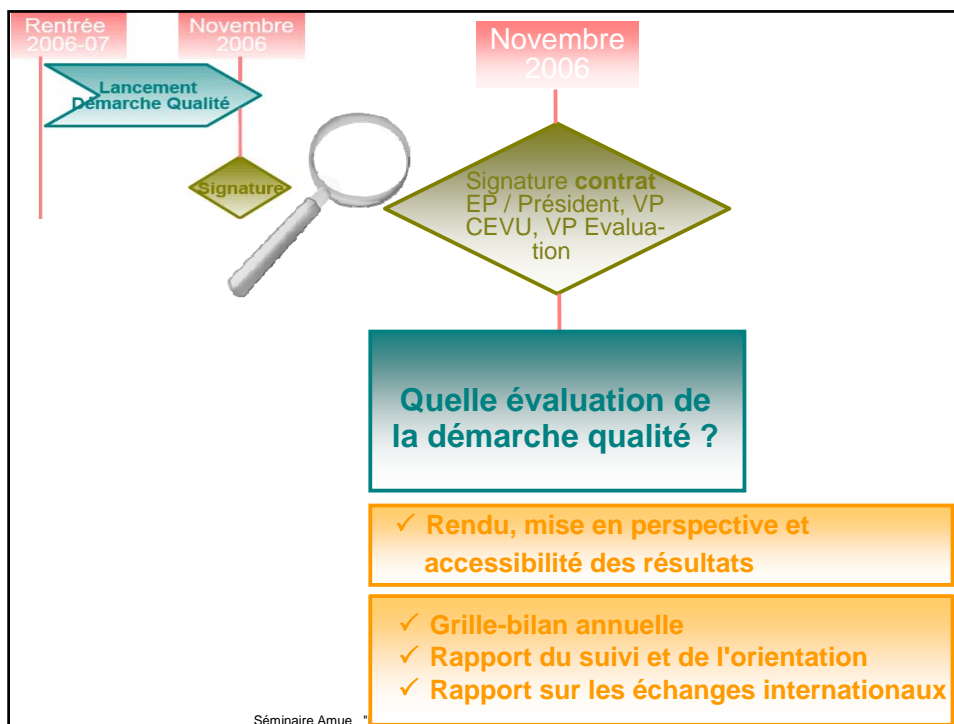 Rentrée
2006-07
Novembre
2006
Lancement
Démarche Qualité
Signature
Novembre
2006
Signature contrat
EP / Président, VP
CEVU, VP Evalua-
tion
Quelle évaluation de
la démarche qualité ?
✓ Rendu, mise en perspective et
accessibilité des résultats
✓ Grille-bilan annuelle
✓ Rapport du suivi et de l'orientation
✓ Rapport sur les échanges internationaux
Séminaire Amue "